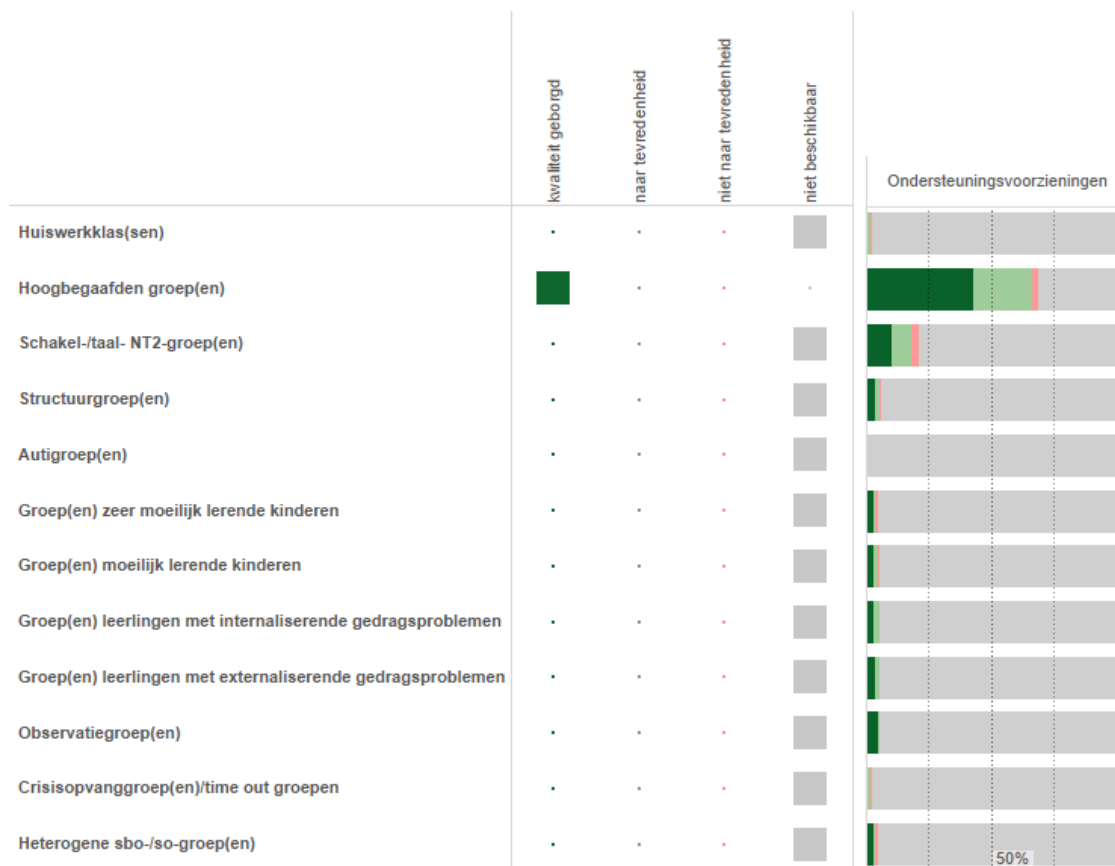 kwaliteit geborgd
naar tevredenheid
niet naar tevredenheid
niet beschikbaar
Ondersteuningsvoorzieningen
Huiswerkklas(sen)
Hoogbegaafden groep(en)
Schakel-/taal- NT2-groep(en)
Structuurgroep(en)
Autigroep(en)
Groep(en) zeer moeilijk lerende kinderen
Groep(en) moeilijk lerende kinderen
Groep(en) leerlingen met internaliserende gedragsproblemen
Groep(en) leerlingen met externaliserende gedragsproblemen
Observatiegroep(en)
Crisisopvanggroep(en)/time out groepen
Heterogene sbo-/so-groep(en)
50%